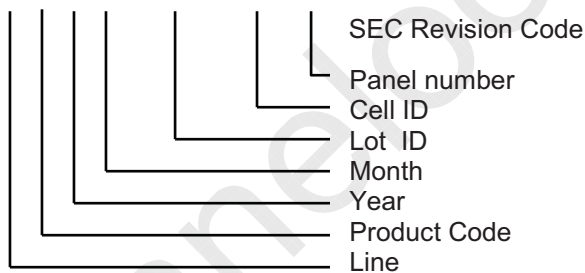 SEC Revision Code
Panel number
Cell ID
Lot ID
Month
Year
Product Code
Line